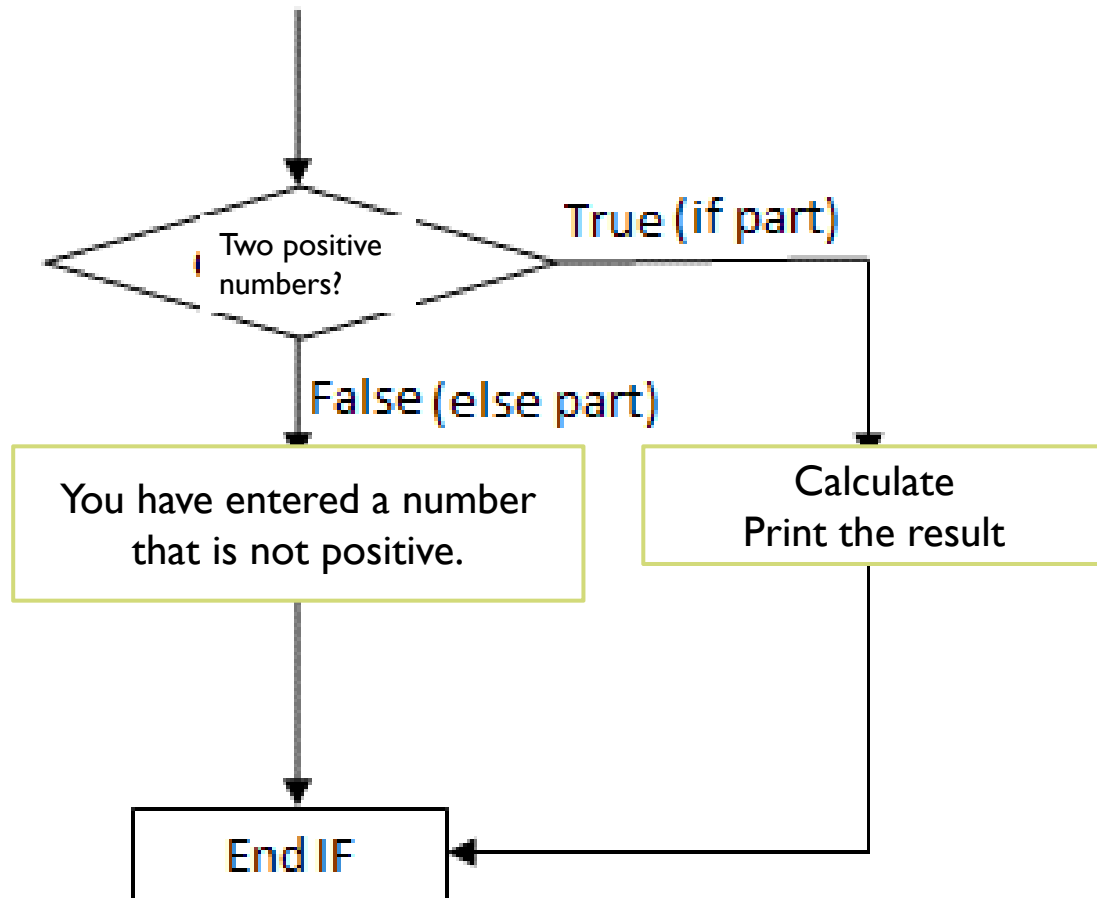 True (if part)
Two positive
numbers?
False (else part)
You have entered a number
that is not positive.
Calculate
Print the result
End IF